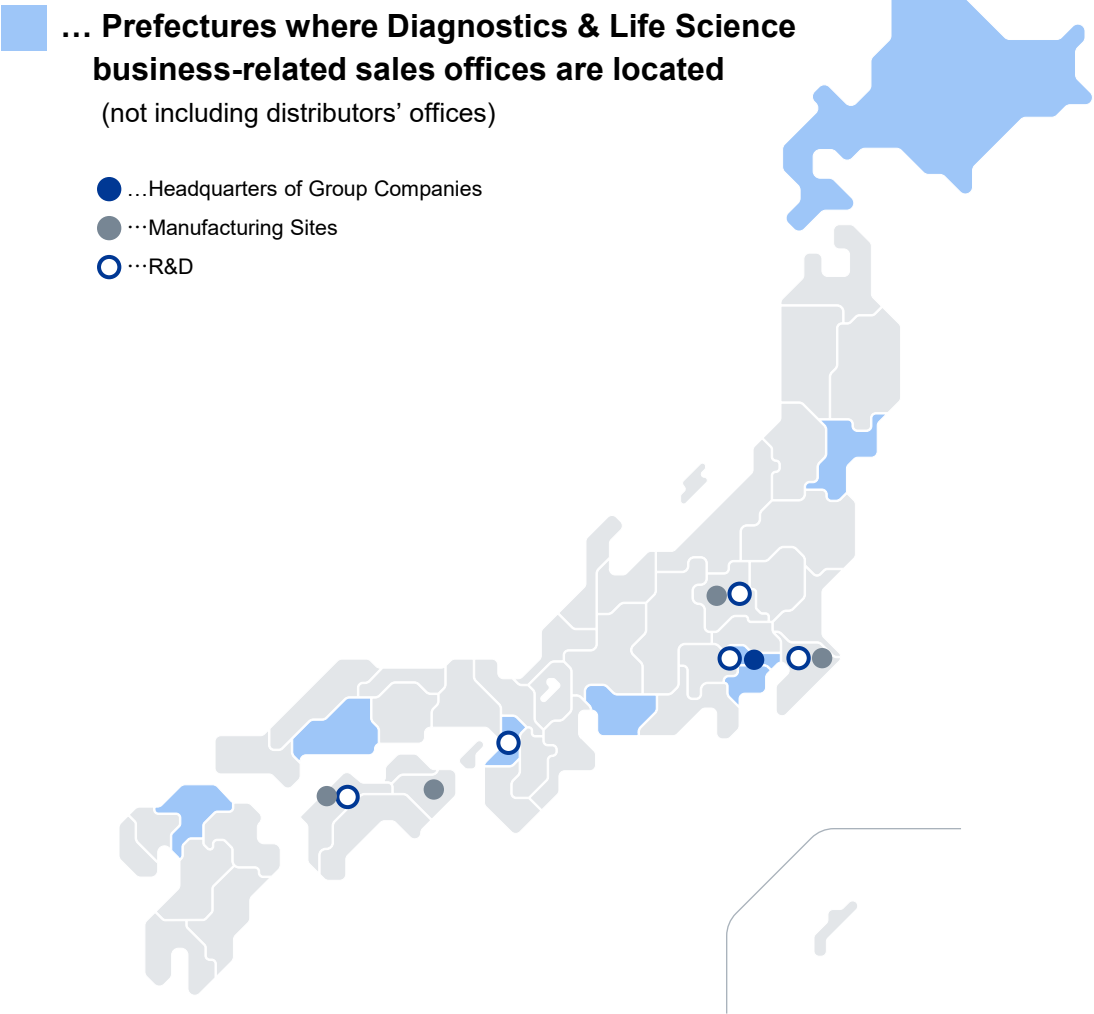 … Prefectures where Diagnostics & Life Science
business-related sales offices are located
(not including distributors’ offices)
…Headquarters of Group Companies
⋯Manufacturing Sites
⋯R&D